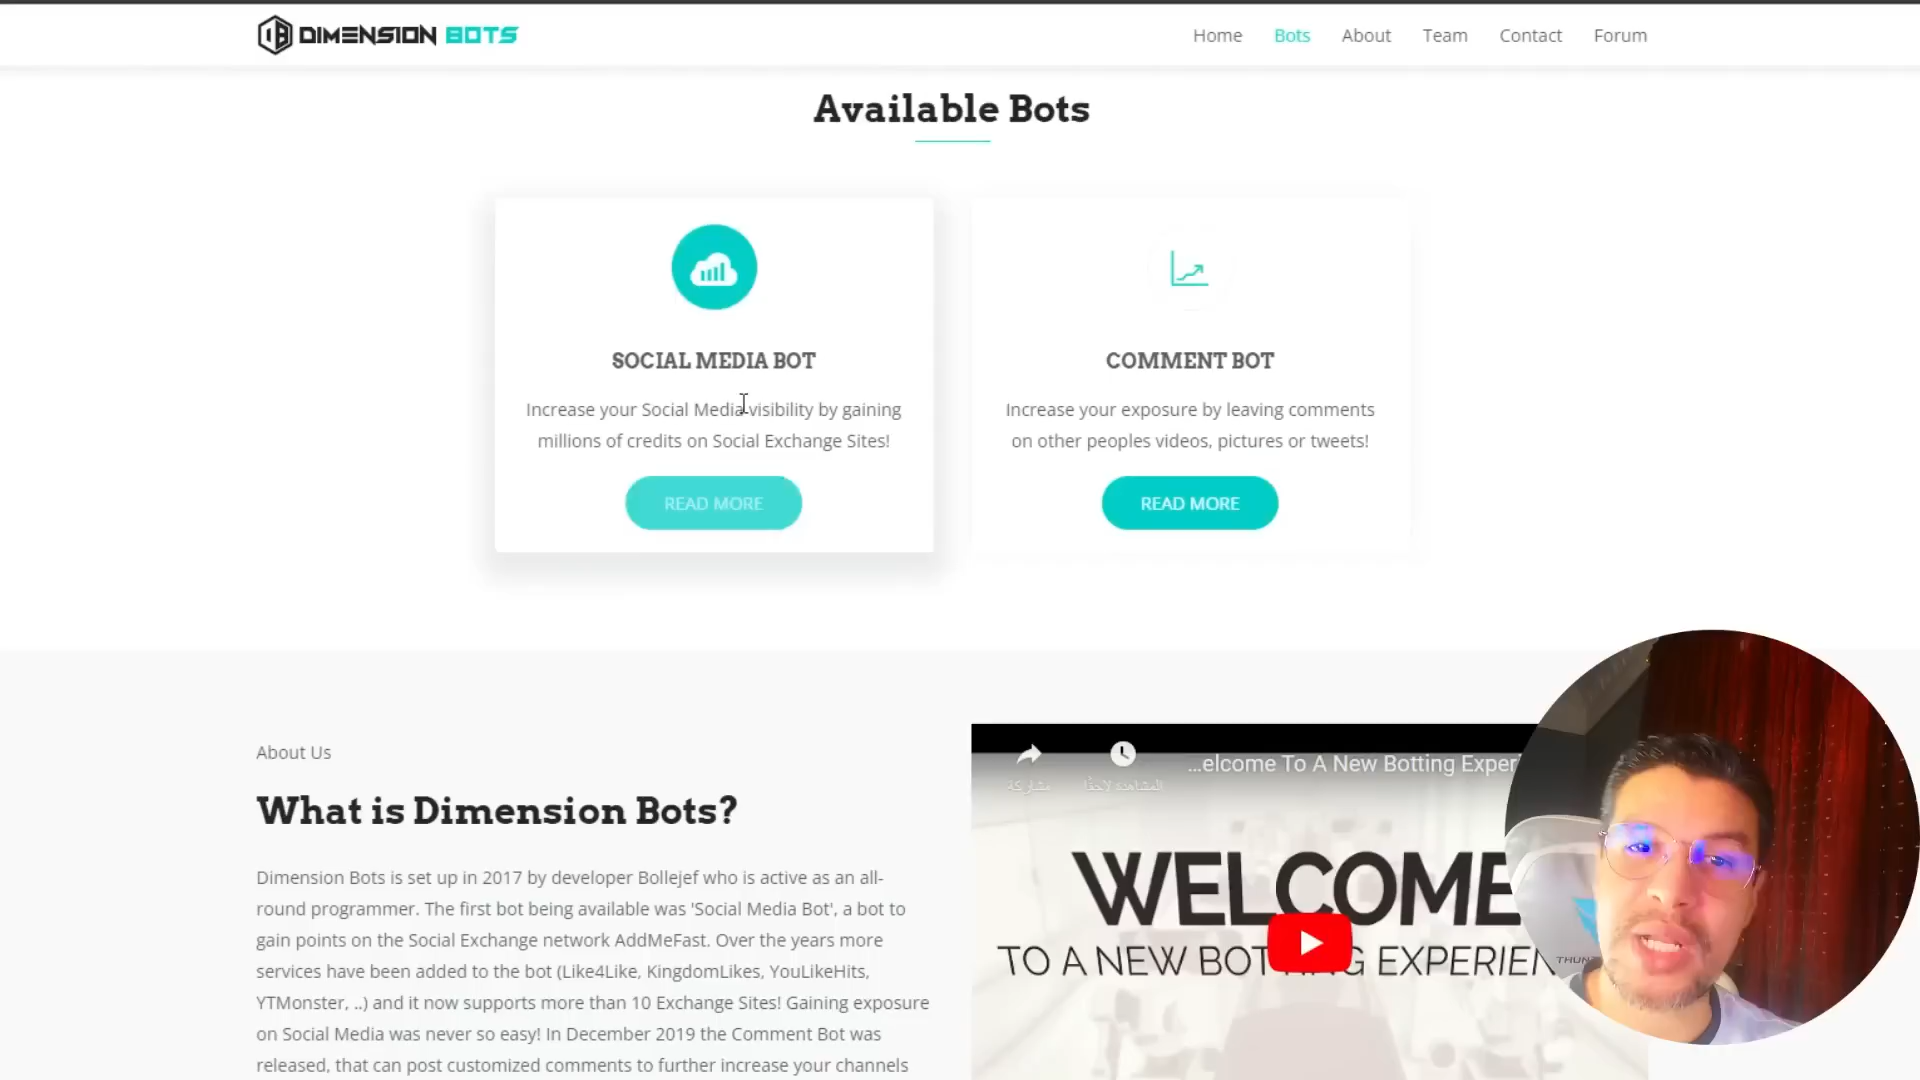 DIMENSION BOTS
Home Bots About Team Contact Forum
Available Bots
SOCIAL MEDIA BOT
Increase your Social Media visibility by gaining
millions of credits on Social Exchange Sites!
READ MORE
COMMENT BOT
Increase your exposure by leaving comments
on other peoples videos, pictures or tweets!
READ MORE
About Us
What is Dimension Bots?
Dimension Bots is set up in 2017 by developer Bollejef who is active as an all-
round programmer. The first bot being available was 'Social Media Bot', a bot to
gain points on the Social Exchange network AddMeFast. Over the years more
services have been added to the bot (Like4Like, KingdomLikes, YouLikeHits,
YTMonster, ..) and it now supports more than 10 Exchange Sites! Gaining exposure
on Social Media was never so easy! In December 2019 the Comment Bot was
released, that can post customized comments to further increase your channels
مشاركة
المشاهدة لاحقًا
...elcome To A New Botting Experi
WELCOME
TO A NEW BOTTING EXPERIEN
THUN